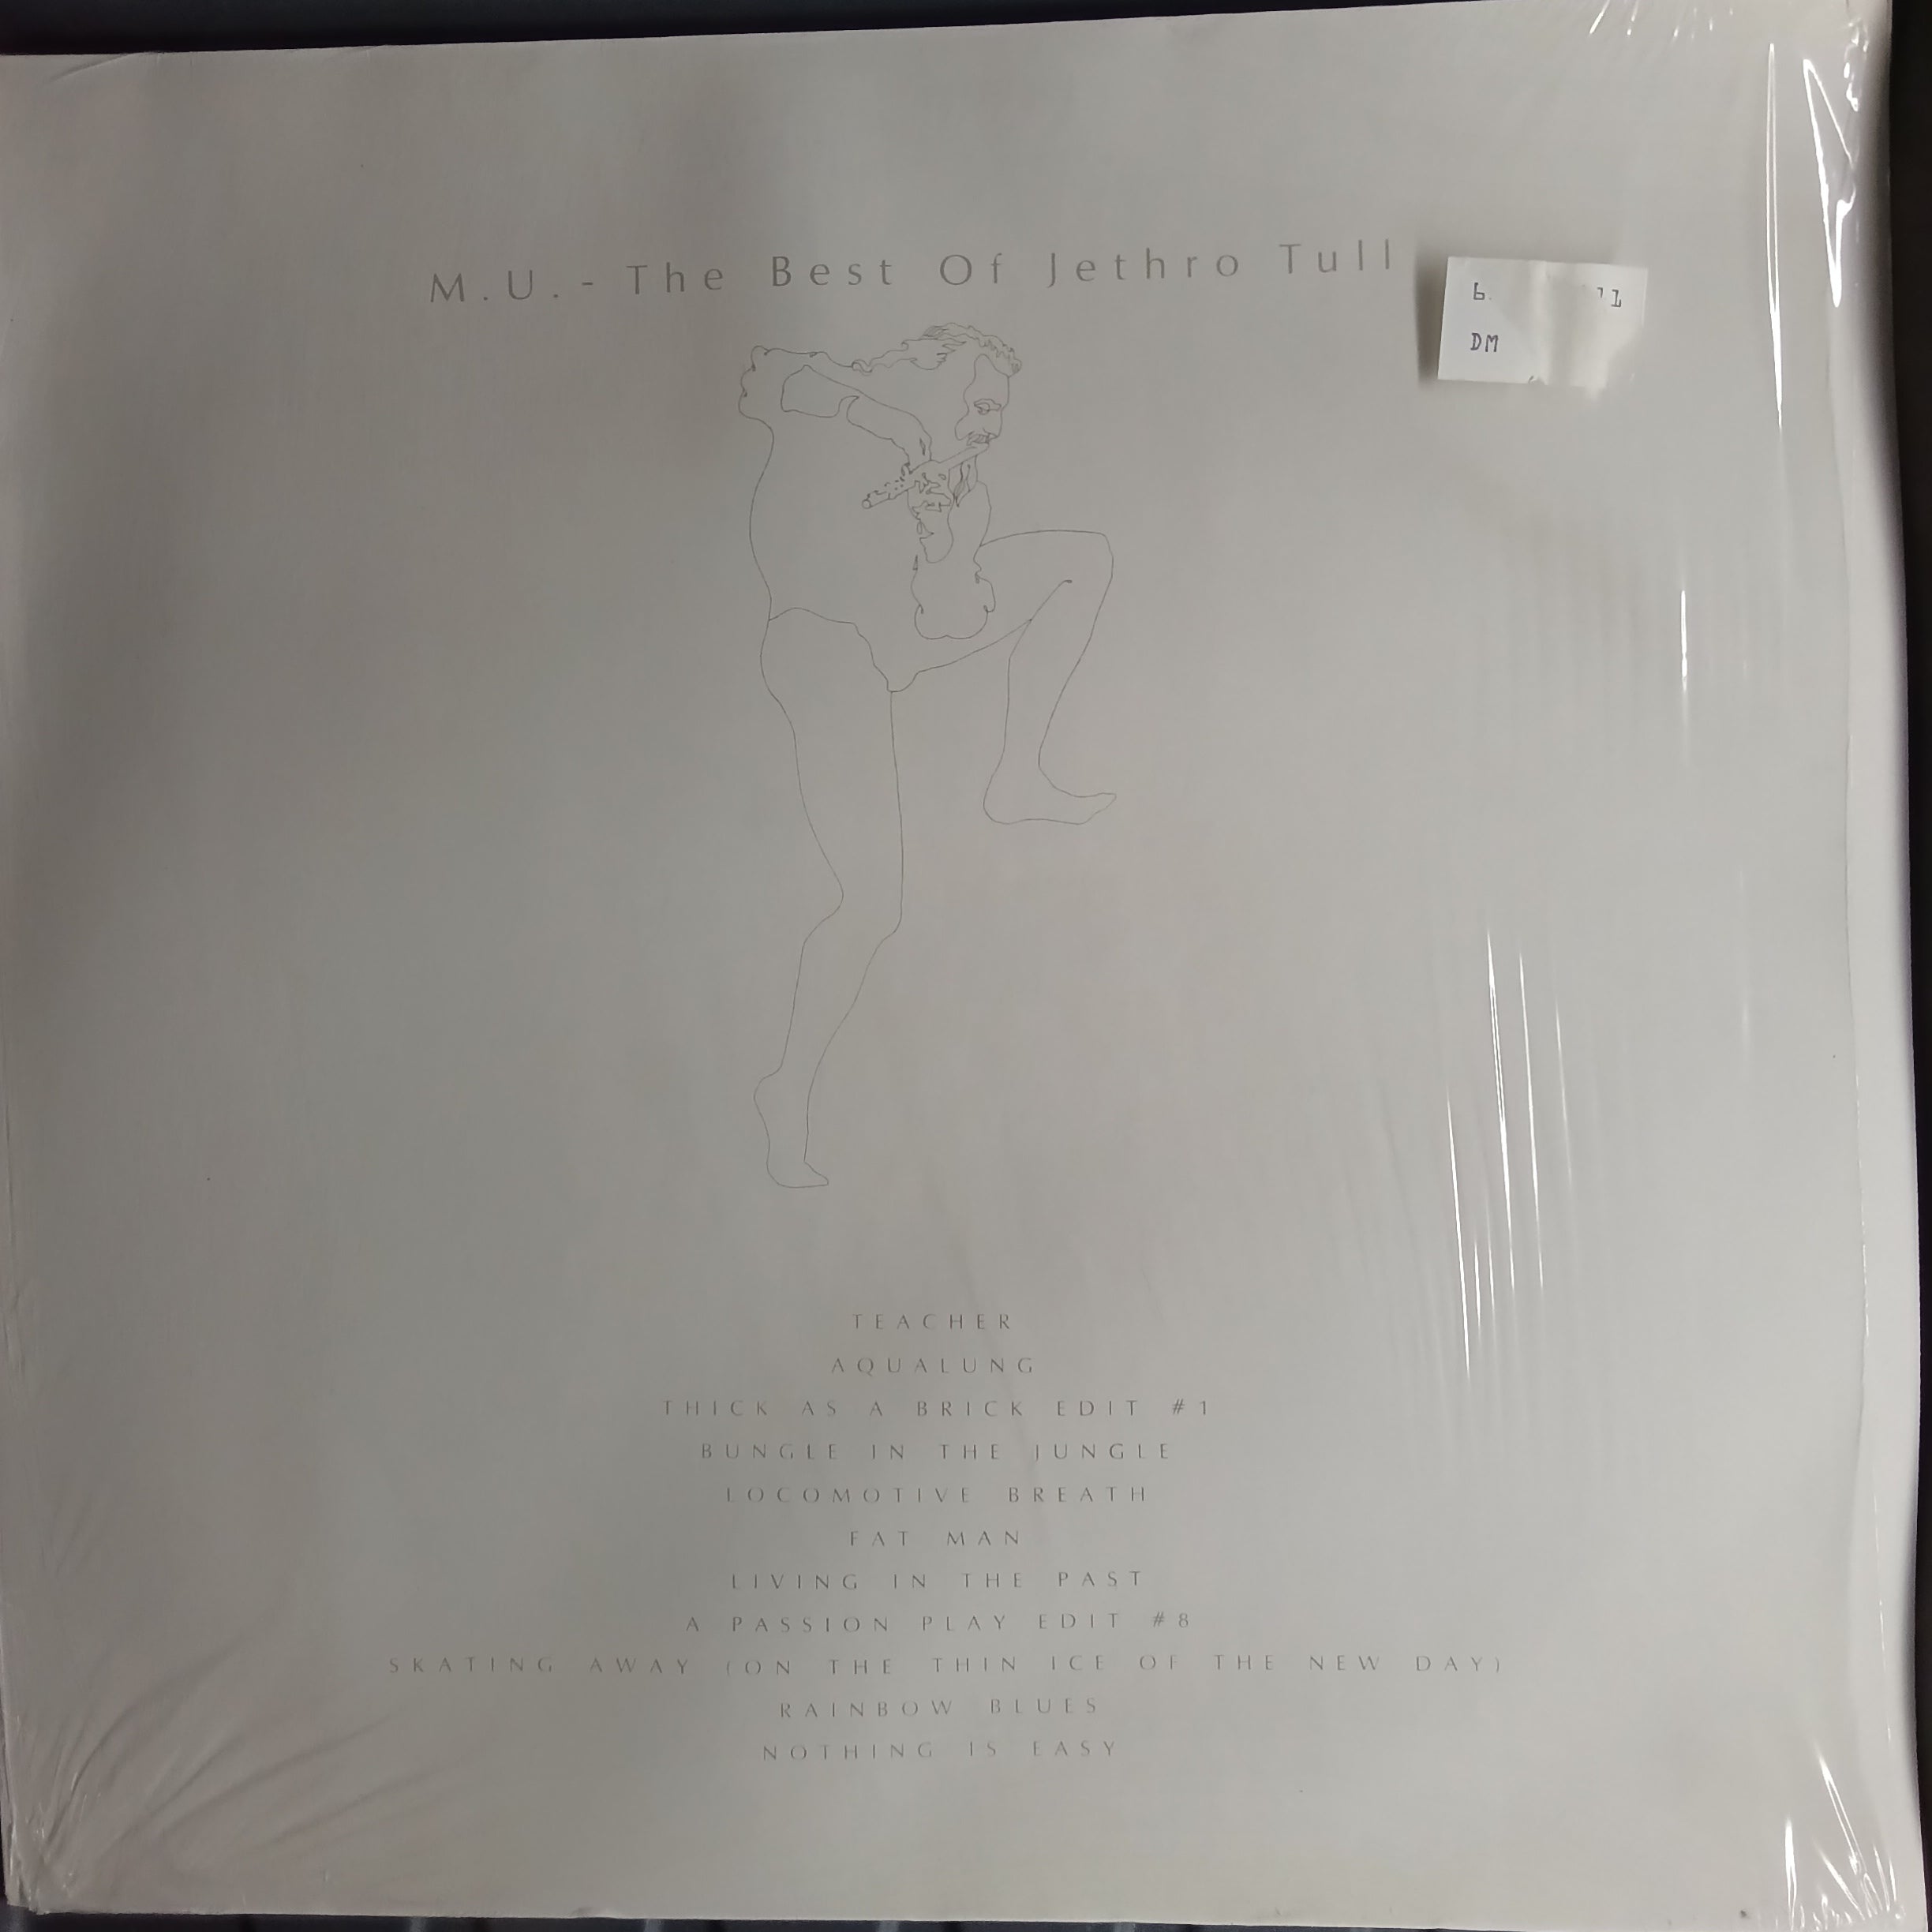 M.U.-The Best Of Jethro Tull
DM
TEACHER
AQUALUNG
THICK AS A BRICK EDIT #1
BUNGLE IN THE JUNGLE
LOCOMOTIVE BREATH
FAT MAN
LIVING IN THE PAST
A PASSION PLAY EDIT #8
SKATING AWAY (ON THE THIN ICE OF THE NEW DAY)
RAINBOW BLUES
NOTHING IS EASY